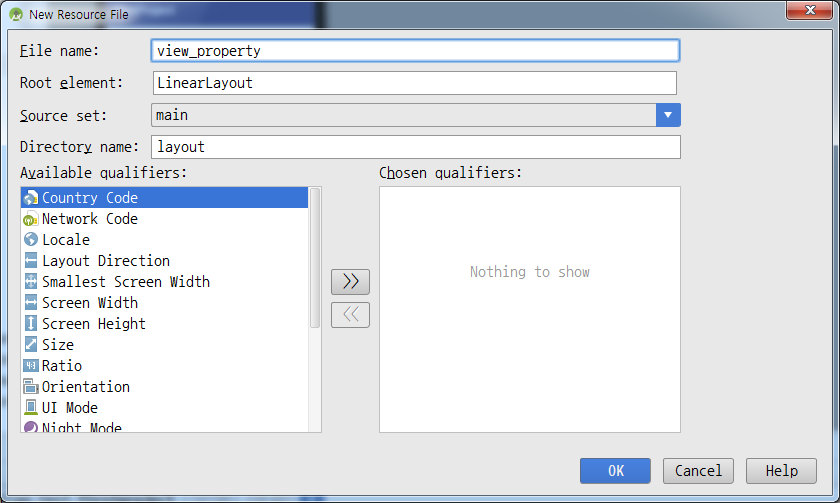 New Resource File
File name: view_property
Root element: LinearLayout
Source set: main
Directory name: layout
Available qualifiers:
Chosen qualifiers:
Country Code
Network Code
Locale
Layout Direction
Smallest Screen Width
Screen Width
Screen Height
Size
Ratio
Orientation
UI Mode
Night Mode
>>
<<
Nothing to show
OK Cancel Help